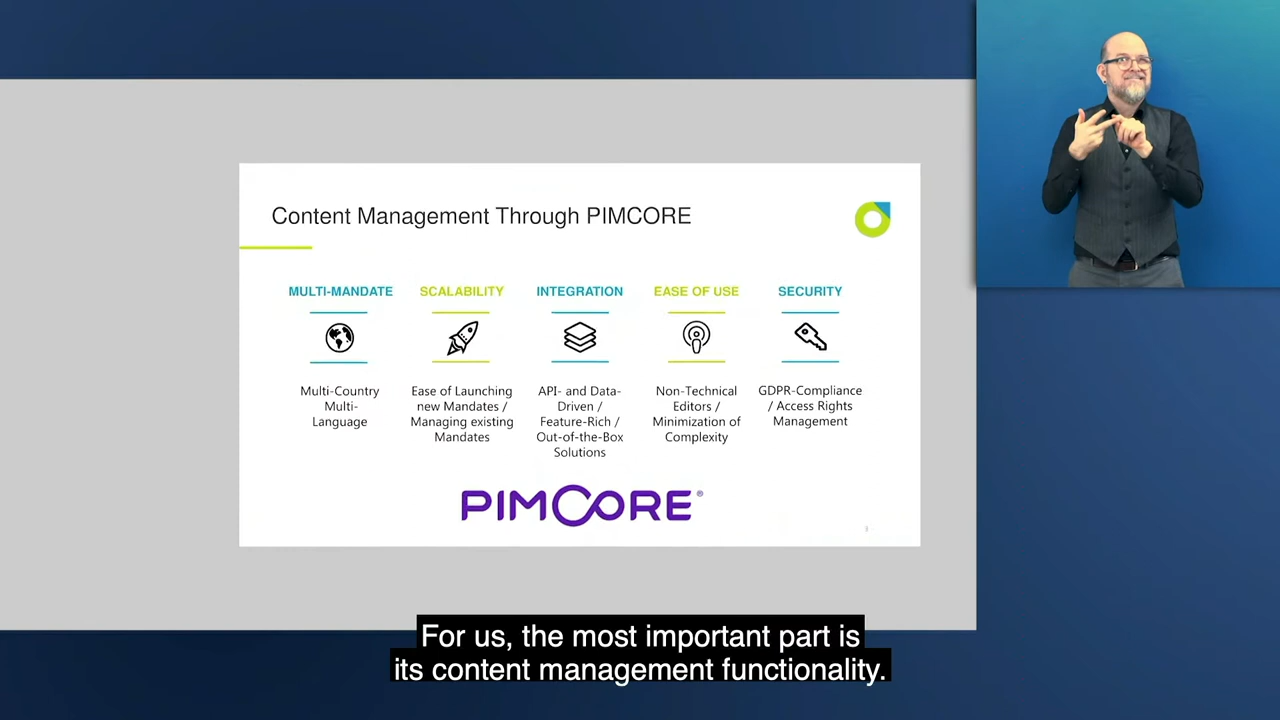 Content Management Through PIMCORE
MULTI-MANDATE
Multi-Country
Multi-
Language
SCALABILITY
Ease of Launching
new Mandates /
Managing existing
Mandates
INTEGRATION
API- and Data-
Driven /
Feature-Rich /
Out-of-the-Box
Solutions
EASE OF USE
Non-Technical
Editors /
Minimization of
Complexity
SECURITY
GDPR-Compliance
/ Access Rights
Management
PIMCORE®
For us, the most important part is
its content management functionality.